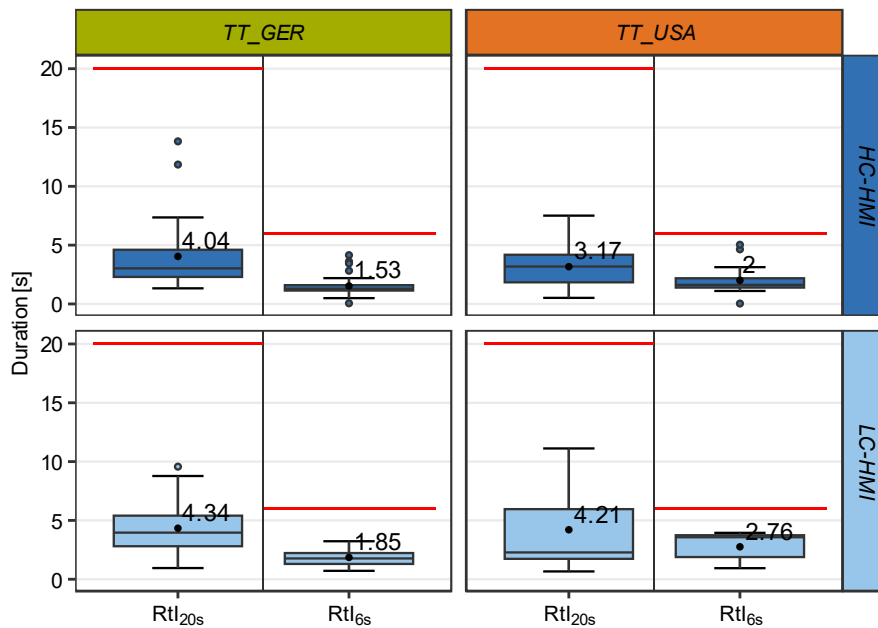 TT_GER
TT_USA
20
15
10
5
0
4.04
1.53
3.17
2
HC-HMI
Duration [s]
20
15
10
5
0
4.34
1.85
4.21
2.76
LC-HMI
RtI20s
RtI6s
RtI20s
RtI6s